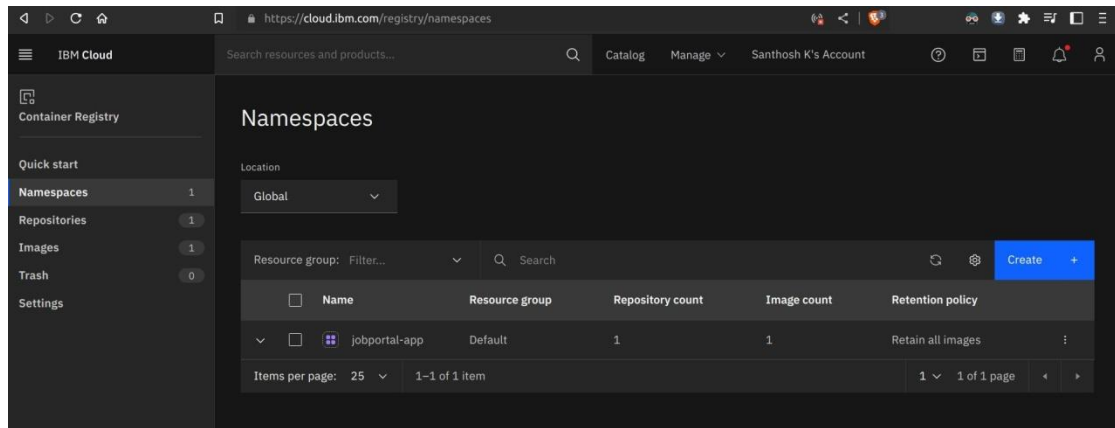 https://cloud.ibm.com/registry/namespaces
IBM Cloud
Search resources and products...
Catalog
Manage
Santhosh K's Account
Container Registry
Quick start
Namespaces 1
Repositories 1
Images 1
Trash 0
Settings
Namespaces
Location
Global
Resource group: Filter...
Search
Create +
Name Resource group Repository count Image count Retention policy
jobportal-app Default 1 1 Retain all images
Items per page: 25 1–1 of 1 item 1 1 of 1 page